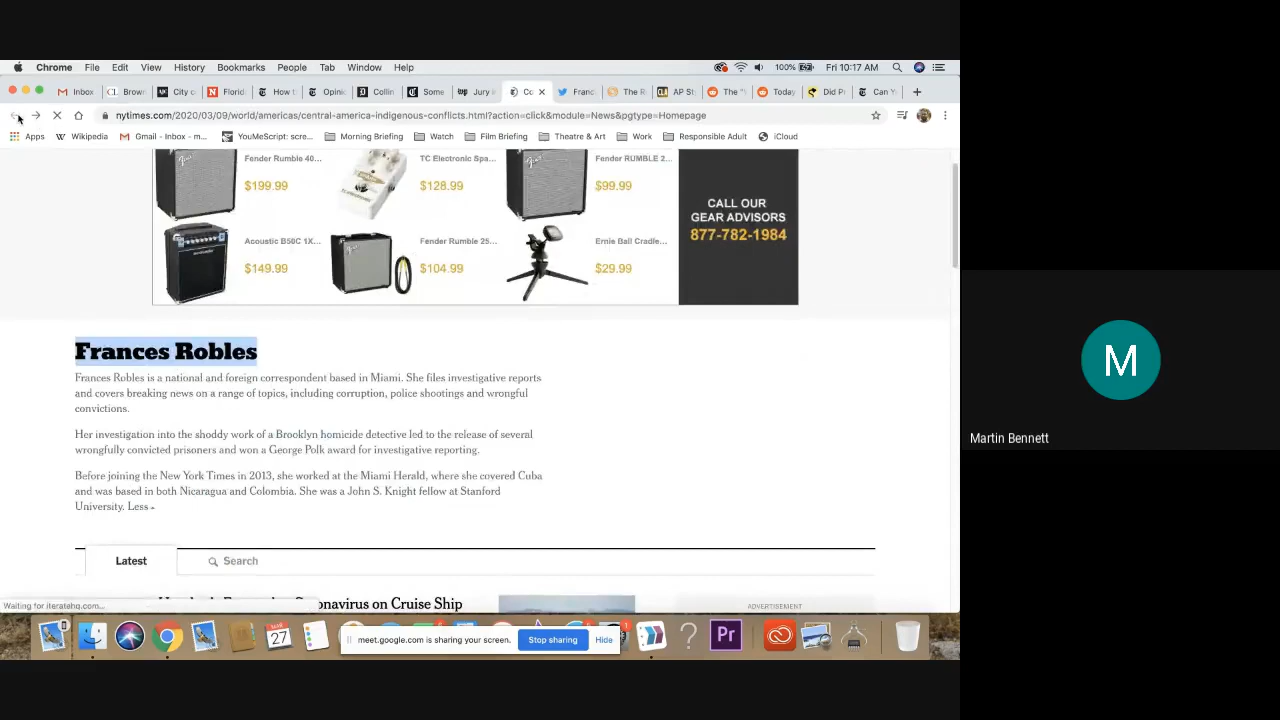 Chrome File Edit View History Bookmarks People Tab Window Help 100% Fri 10:17 AM
Inbox Brow City o Florid How t Opinio Collin Some Jury i Co Franc The R AP St The " Today Did P Can Y
nytimes.com/2020/03/09/world/americas/central-america-indigenous-conflicts.html?action=click&module=News&pgtype=Homepage
Apps Wikipedia Gmail - Inbox - m... YouMeScript: scre... Morning Briefing Watch Film Briefing Theatre & Art Work Responsible Adult iCloud
Fender Rumble 40... TC Electronic Spa... Fender RUMBLE 2...
$199.99 $128.99 $99.99
CALL OUR
GEAR ADVISORS
877-782-1984
Acoustic B50C 1X... Fender Rumble 25... Ernie Ball Cradle...
$149.99 $104.99 $29.99
Frances Robles
Frances Robles is a national and foreign correspondent based in Miami. She files investigative reports
and covers breaking news on a range of topics, including corruption, police shootings and wrongful
convictions.
Her investigation into the shoddy work of a Brooklyn homicide detective led to the release of several
wrongfully convicted prisoners and won a George Polk award for investigative reporting.
Before joining the New York Times in 2013, she worked at the Miami Herald, where she covered Cuba
and was based in both Nicaragua and Colombia. She was a John S. Knight fellow at Stanford
University. Less
Latest Search
onavirus on Cruise Ship
ADVERTISEMENT
Waiting for iteratehq.com...
27
meet.google.com is sharing your screen. Stop sharing Hide
Pr
M
Martin Bennett